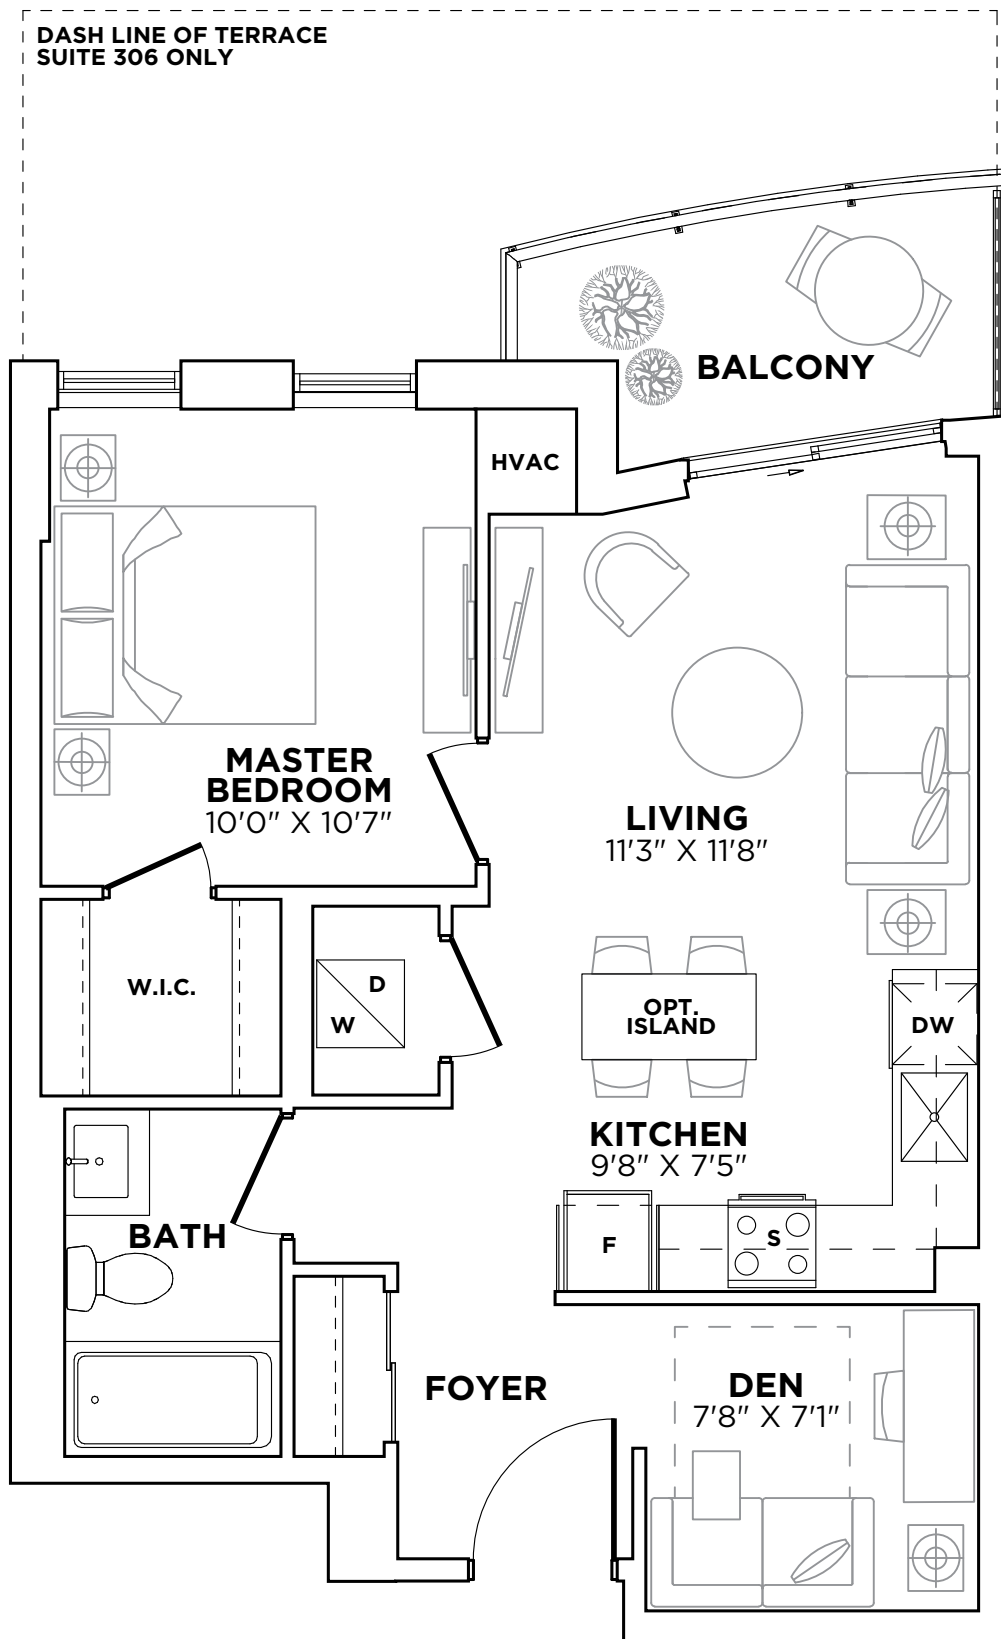 DASH LINE OF TERRACE
SUITE 306 ONLY
BALCONY
HVAC
MASTER
BEDROOM
10'0" X 10'7"
LIVING
11'3" X 11'8"
W.I.C.
D
W
OPT.
ISLAND
DW
KITCHEN
9'8" X 7'5"
BATH
F
S
FOYER
DEN
7'8" X 7'1"